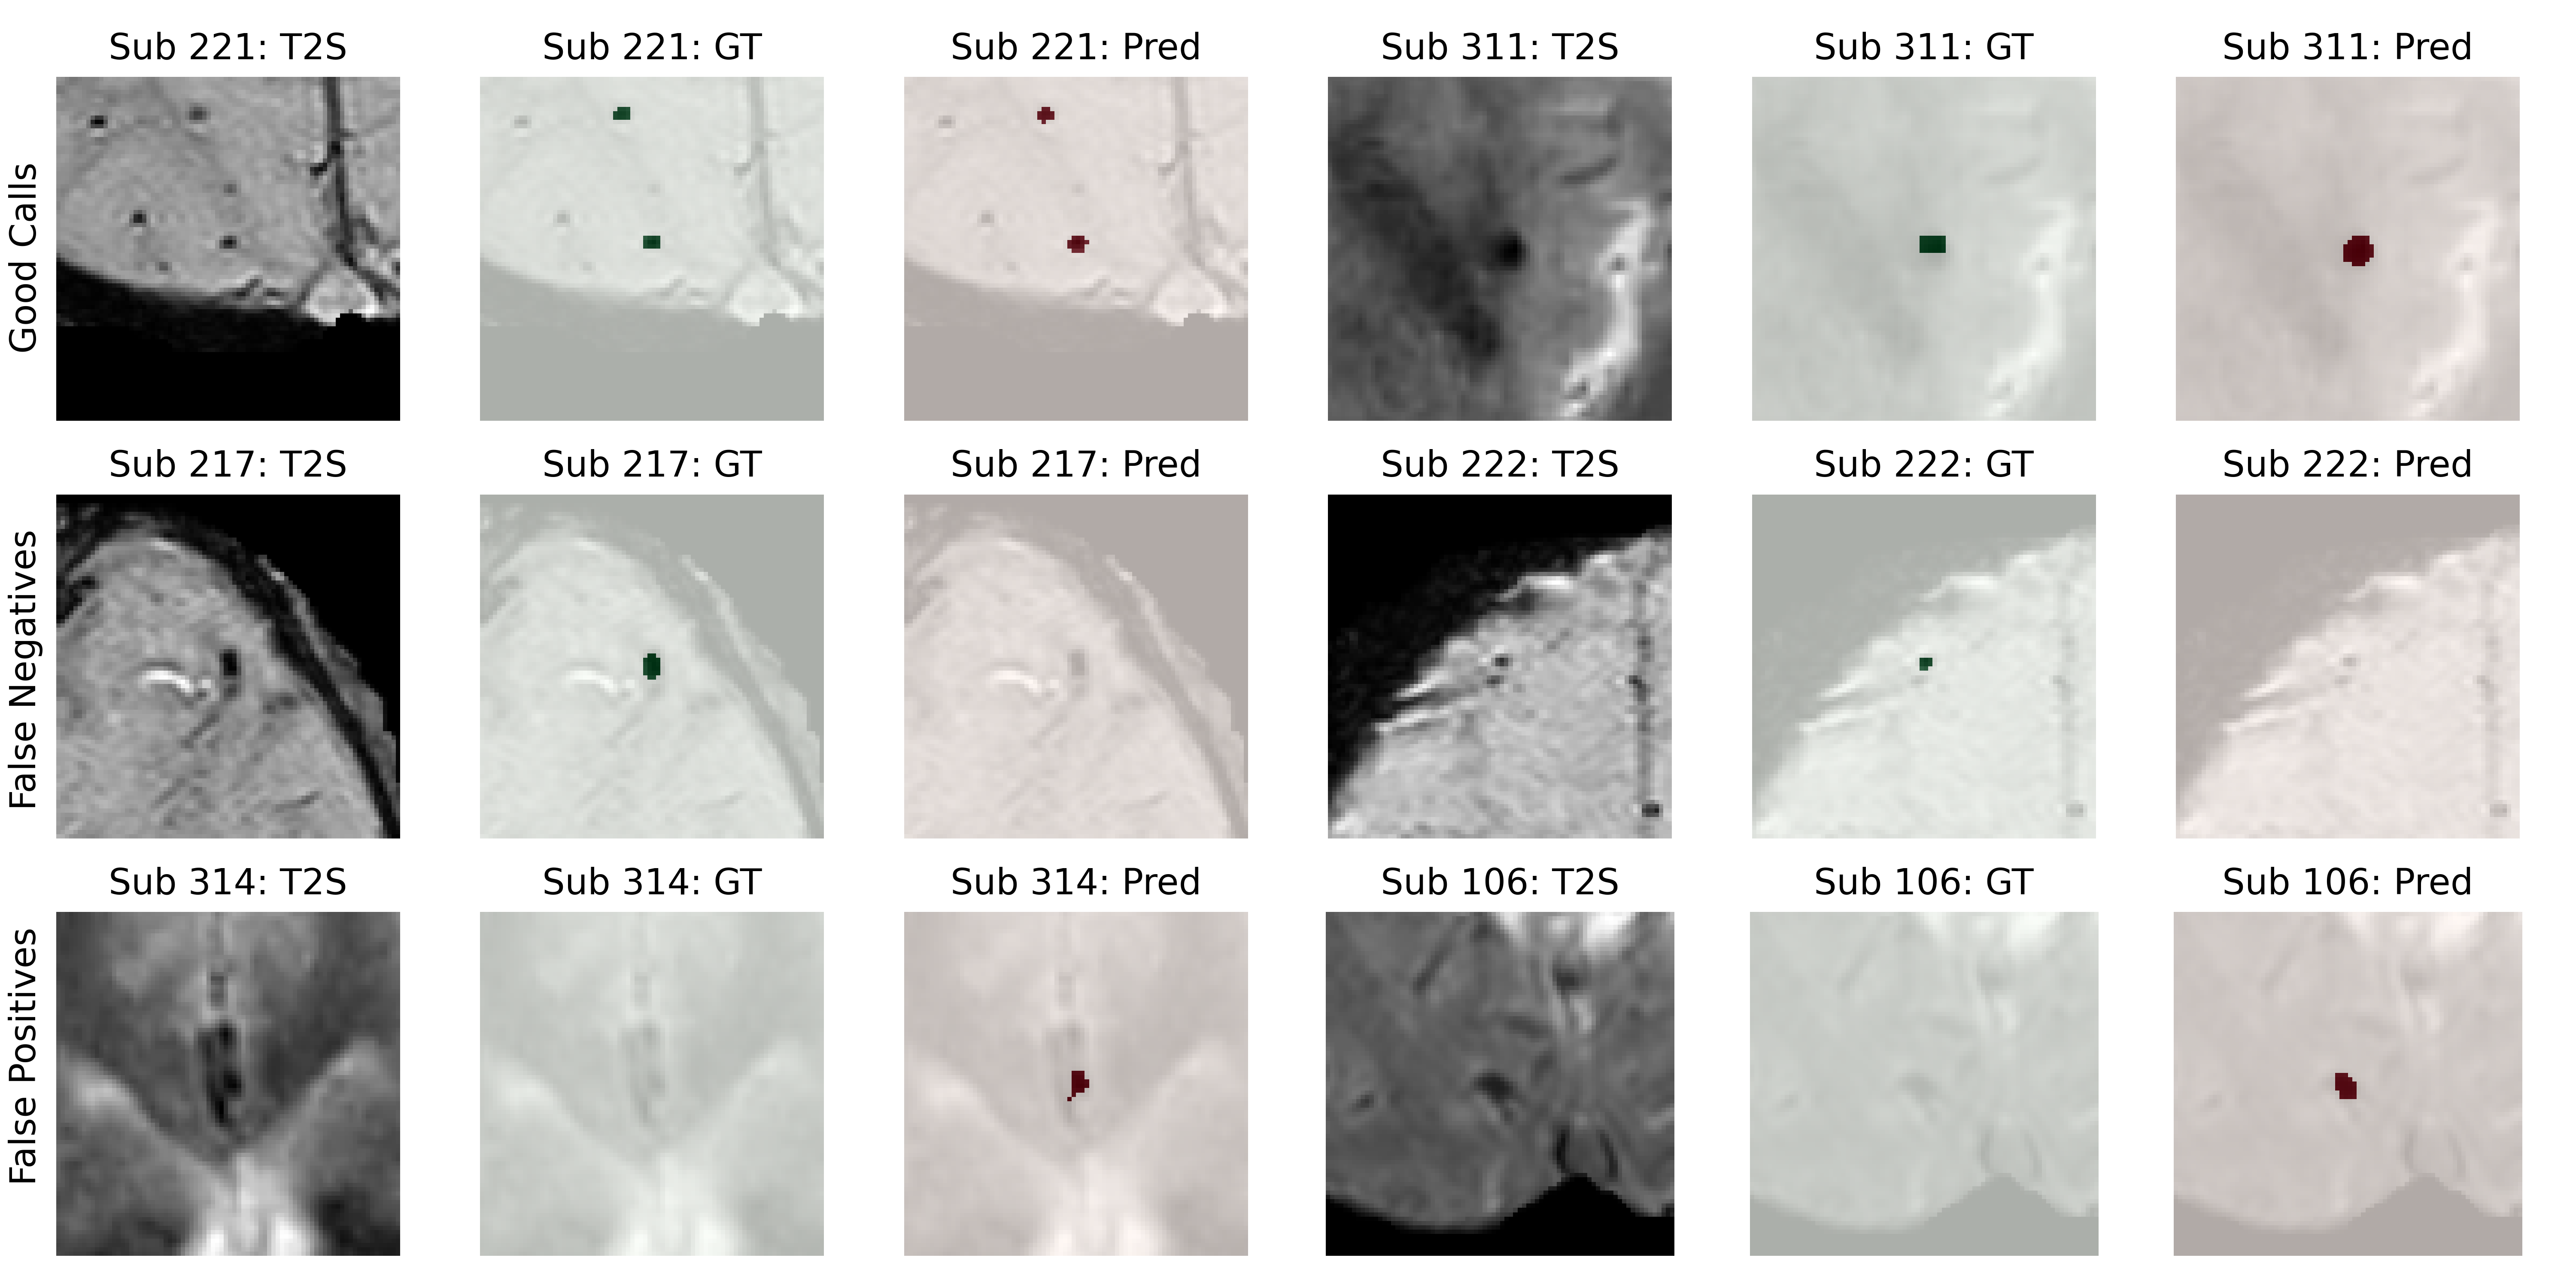 Sub 221: T2S
Sub 221: GT
Sub 221: Pred
Sub 311: T2S
Sub 311: GT
Sub 311: Pred
Good Calls
Sub 217: T2S
Sub 217: GT
Sub 217: Pred
Sub 222: T2S
Sub 222: GT
Sub 222: Pred
False Negatives
Sub 314: T2S
Sub 314: GT
Sub 314: Pred
Sub 106: T2S
Sub 106: GT
Sub 106: Pred
False Positives